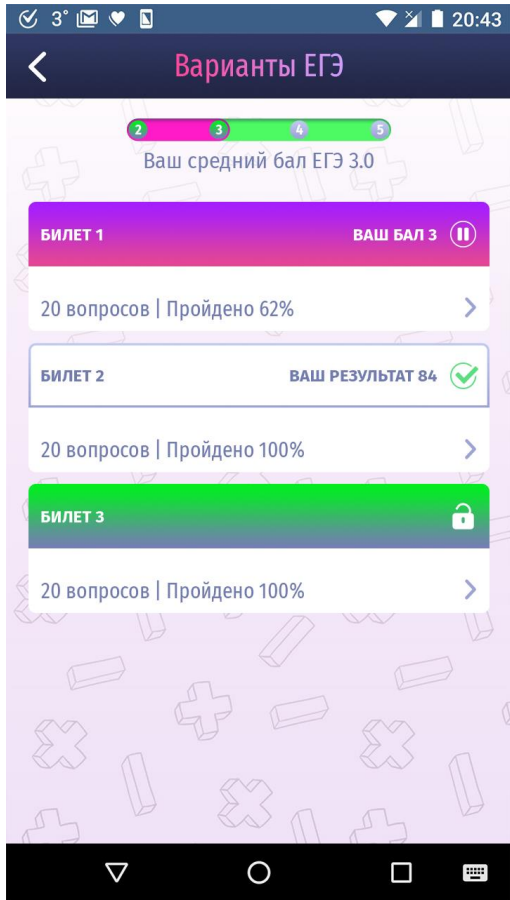 3° 20:43
Варианты ЕГЭ
2 3 4 5
Ваш средний бал ЕГЭ 3.0
БИЛЕТ 1 ВАШ БАЛ 3
20 вопросов | Пройдено 62%
БИЛЕТ 2 ВАШ РЕЗУЛЬТАТ 84
20 вопросов | Пройдено 100%
БИЛЕТ 3
20 вопросов | Пройдено 100%